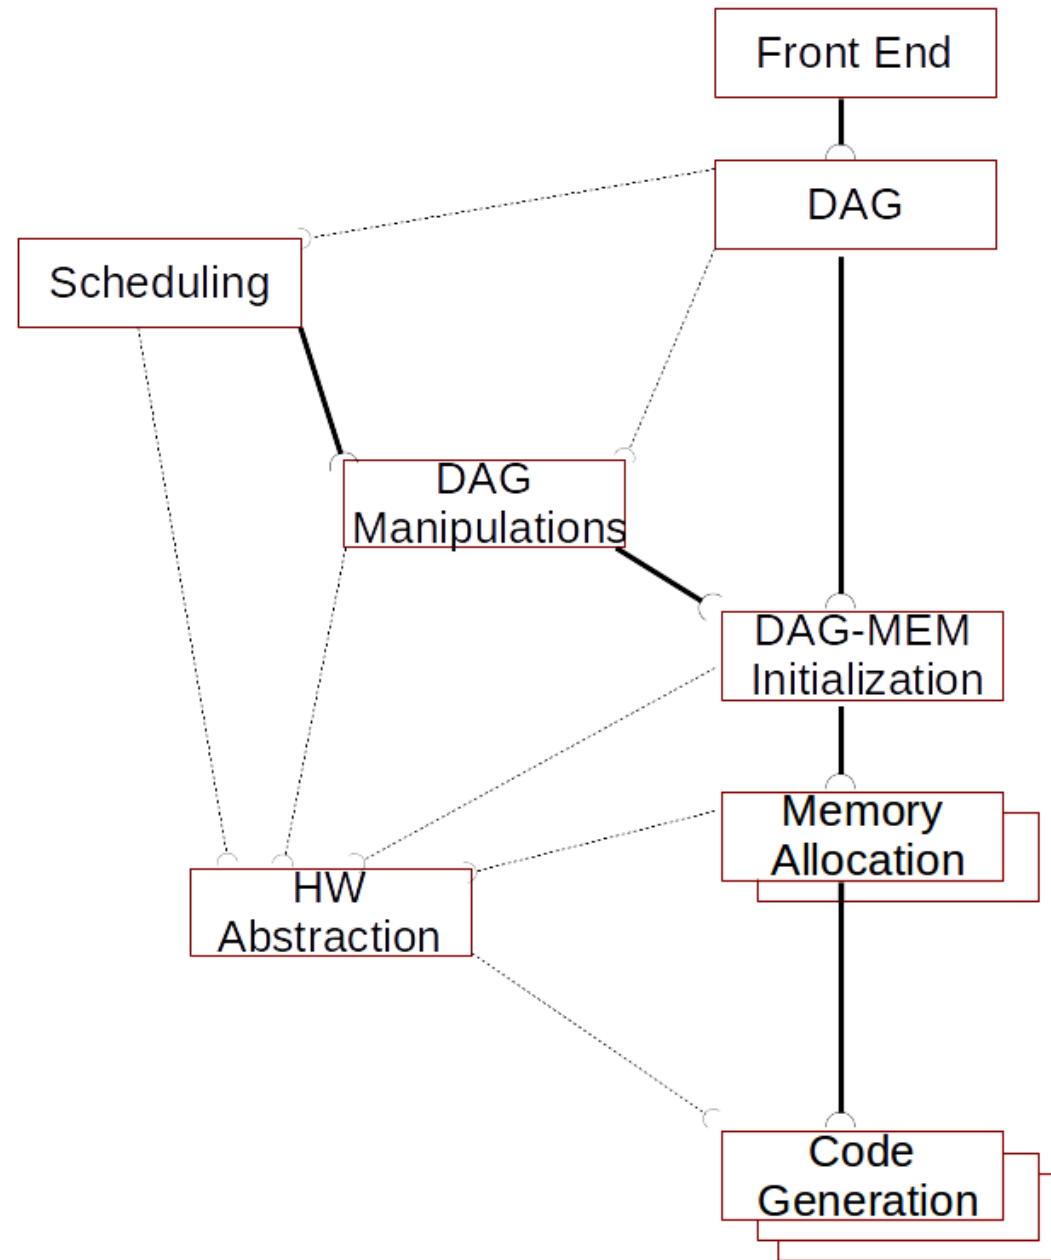 Front End
DAG
Scheduling
DAG
Manipulations
DAG-MEM
Initialization
Memory
Allocation
HW
Abstraction
Code
Generation